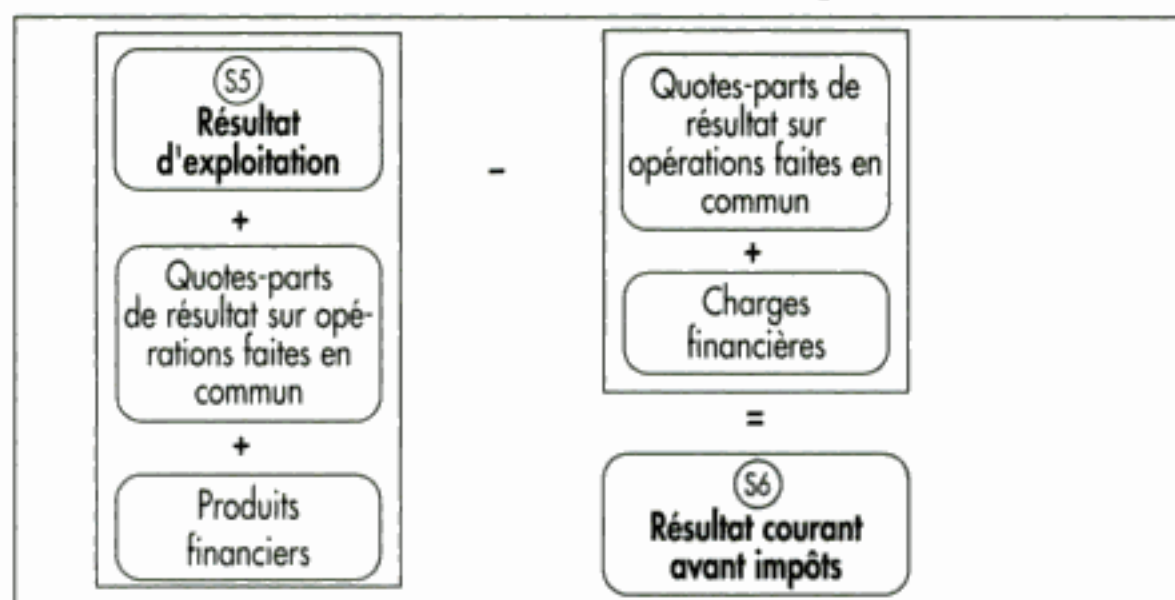 S5
Résultat
d'exploitation
+
Quotes-parts
de résultat sur opé-
rations faites en
commun
+
Produits
financiers
-
Quotes-parts de
résultat sur
opérations faites en
commun
+
Charges
financières
=
S6
Résultat courant
avant impôts